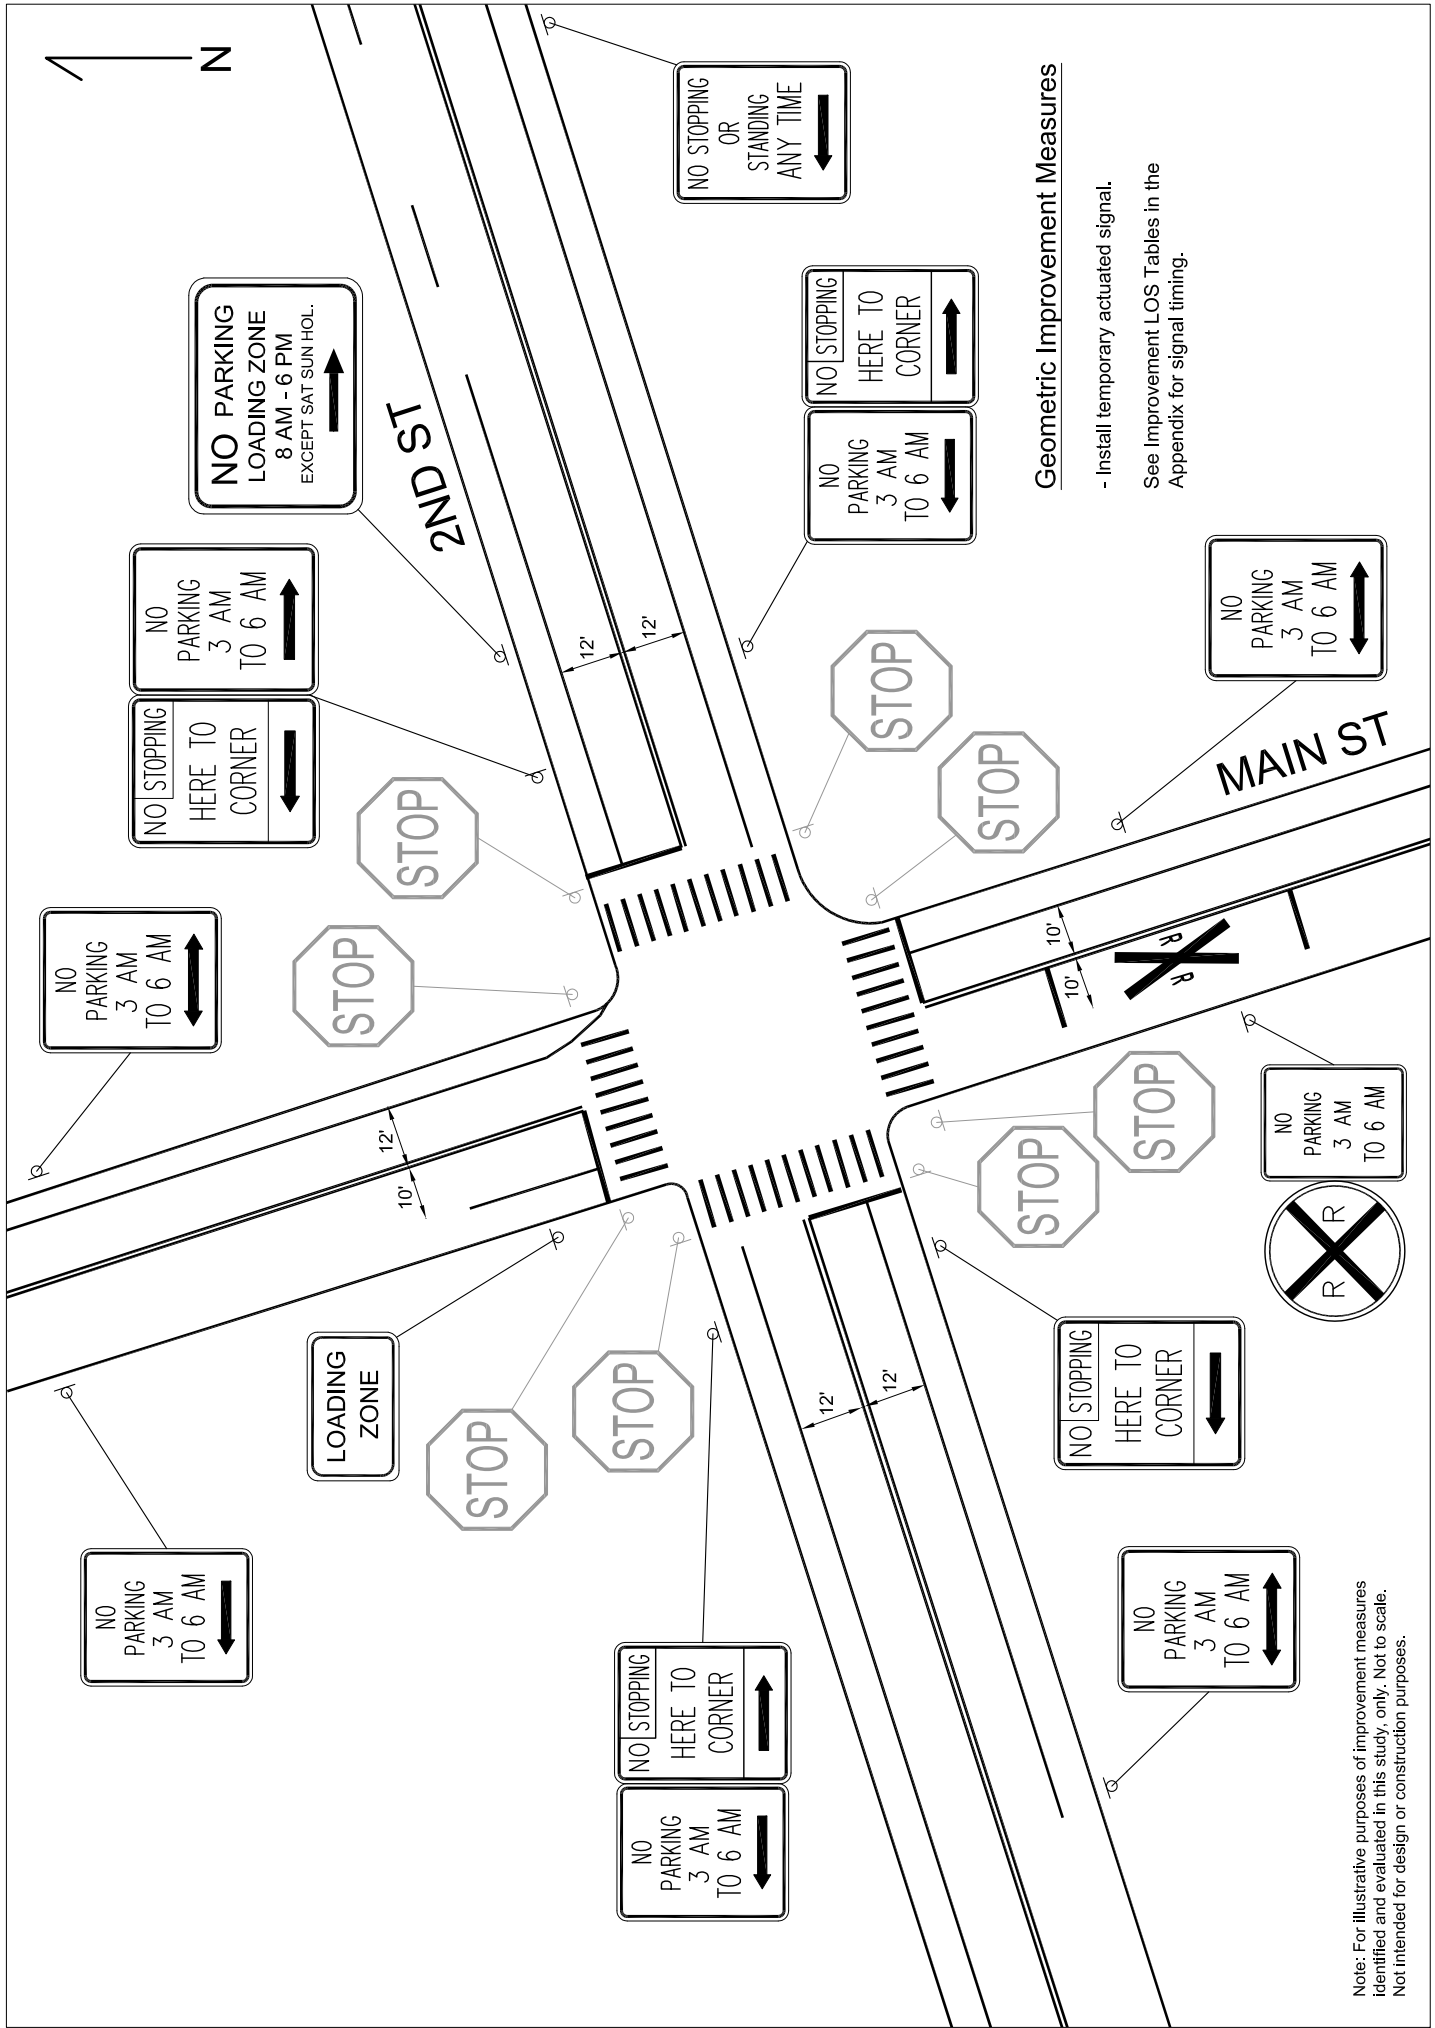 N
NO
PARKING
3 AM
TO 6 AM
NO
PARKING
3 AM
TO 6 AM
LOADING
ZONE
NO STOPPING
HERE TO
CORNER
NO
PARKING
3 AM
TO 6 AM
NO PARKING
LOADING ZONE
8 AM - 6 PM
EXCEPT SAT SUN HOL.
STOP
STOP
STOP
STOP
2ND ST
12'
10'
12'
12'
NO STOPPING
OR
STANDING
ANY TIME
NO
PARKING
3 AM
TO 6 AM
NO STOPPING
HERE TO
CORNER
12'
12'
NO
PARKING
3 AM
TO 6 AM
NO STOPPING
HERE TO
CORNER
STOP
STOP
STOP
STOP
10'
10'
R R
NO STOPPING
HERE TO
CORNER
NO
PARKING
3 AM
TO 6 AM
R R
NO
PARKING
3 AM
TO 6 AM
MAIN ST
NO
PARKING
3 AM
TO 6 AM
Geometric Improvement Measures
- Install temporary actuated signal.
See Improvement LOS Tables in the
Appendix for signal timing.
NO
PARKING
3 AM
TO 6 AM
Note: For illustrative purposes of improvement measures
identified and evaluated in this study, only. Not to scale.
Not intended for design or construction purposes.